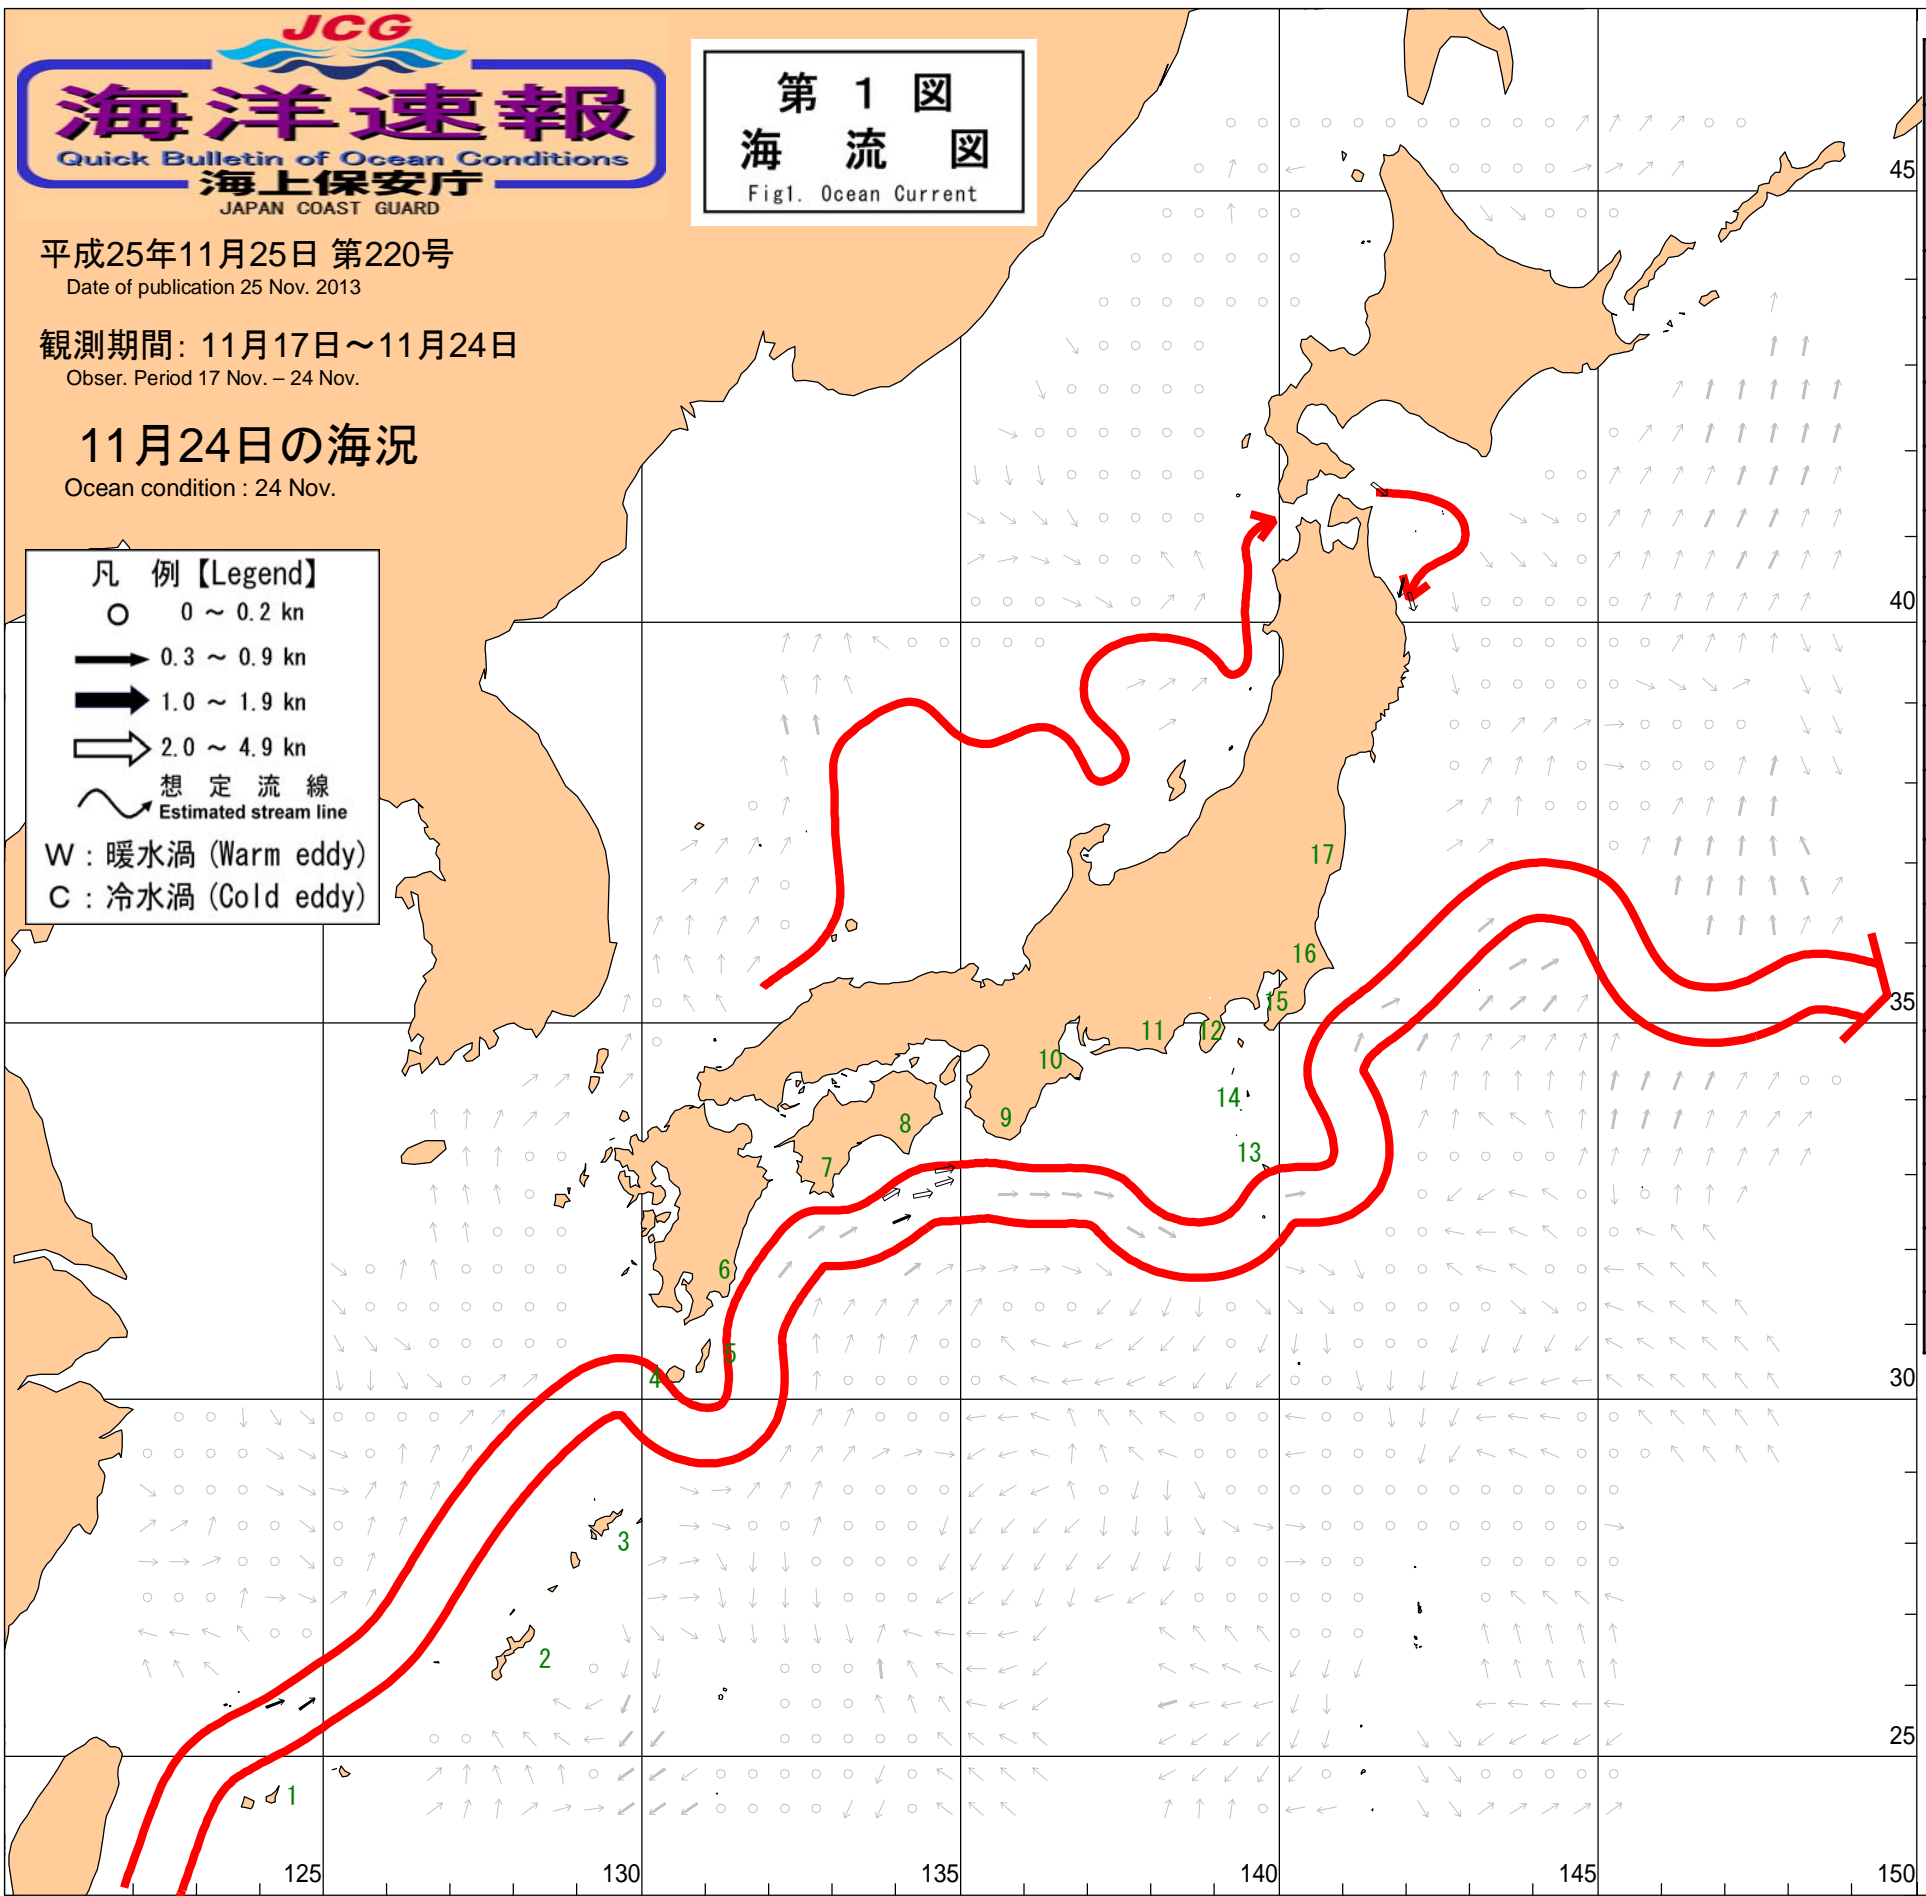 JCG
海洋速報
Quick Bulletin of Ocean Conditions
海上保安庁
JAPAN COAST GUARD
第 1 図
海 流 図
Fig1. Ocean Current
平成25年11月25日 第220号
Date of publication 25 Nov. 2013
観測期間: 11月17日～11月24日
Obser. Period 17 Nov. – 24 Nov.
11月24日の海況
Ocean condition : 24 Nov.
凡 例【Legend】
0 ～ 0.2 kn
0.3 ～ 0.9 kn
1.0 ～ 1.9 kn
2.0 ～ 4.9 kn
想 定 流 線
Estimated stream line
W : 暖水渦 (Warm eddy)
C : 冷水渦 (Cold eddy)
45
40
35
30
25
17
16
15
12
11
10
14
9
8
13
7
6
5
4
3
2
1
125
130
135
140
145
150